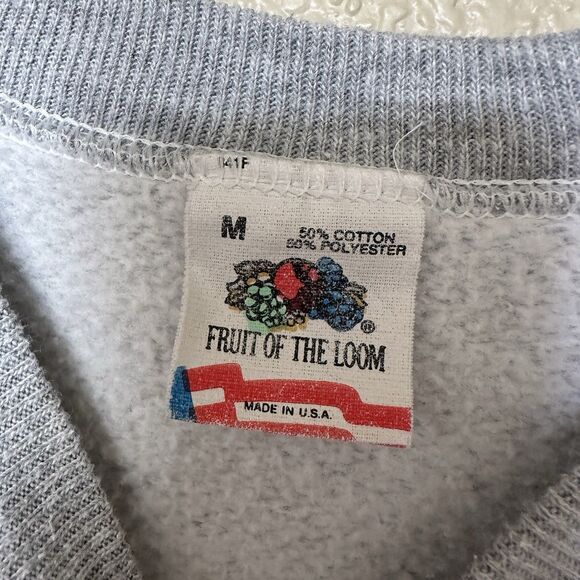 M
50% COTTON
50% POLYESTER
®
FRUIT OF THE LOOM
MADE IN U.S.A.